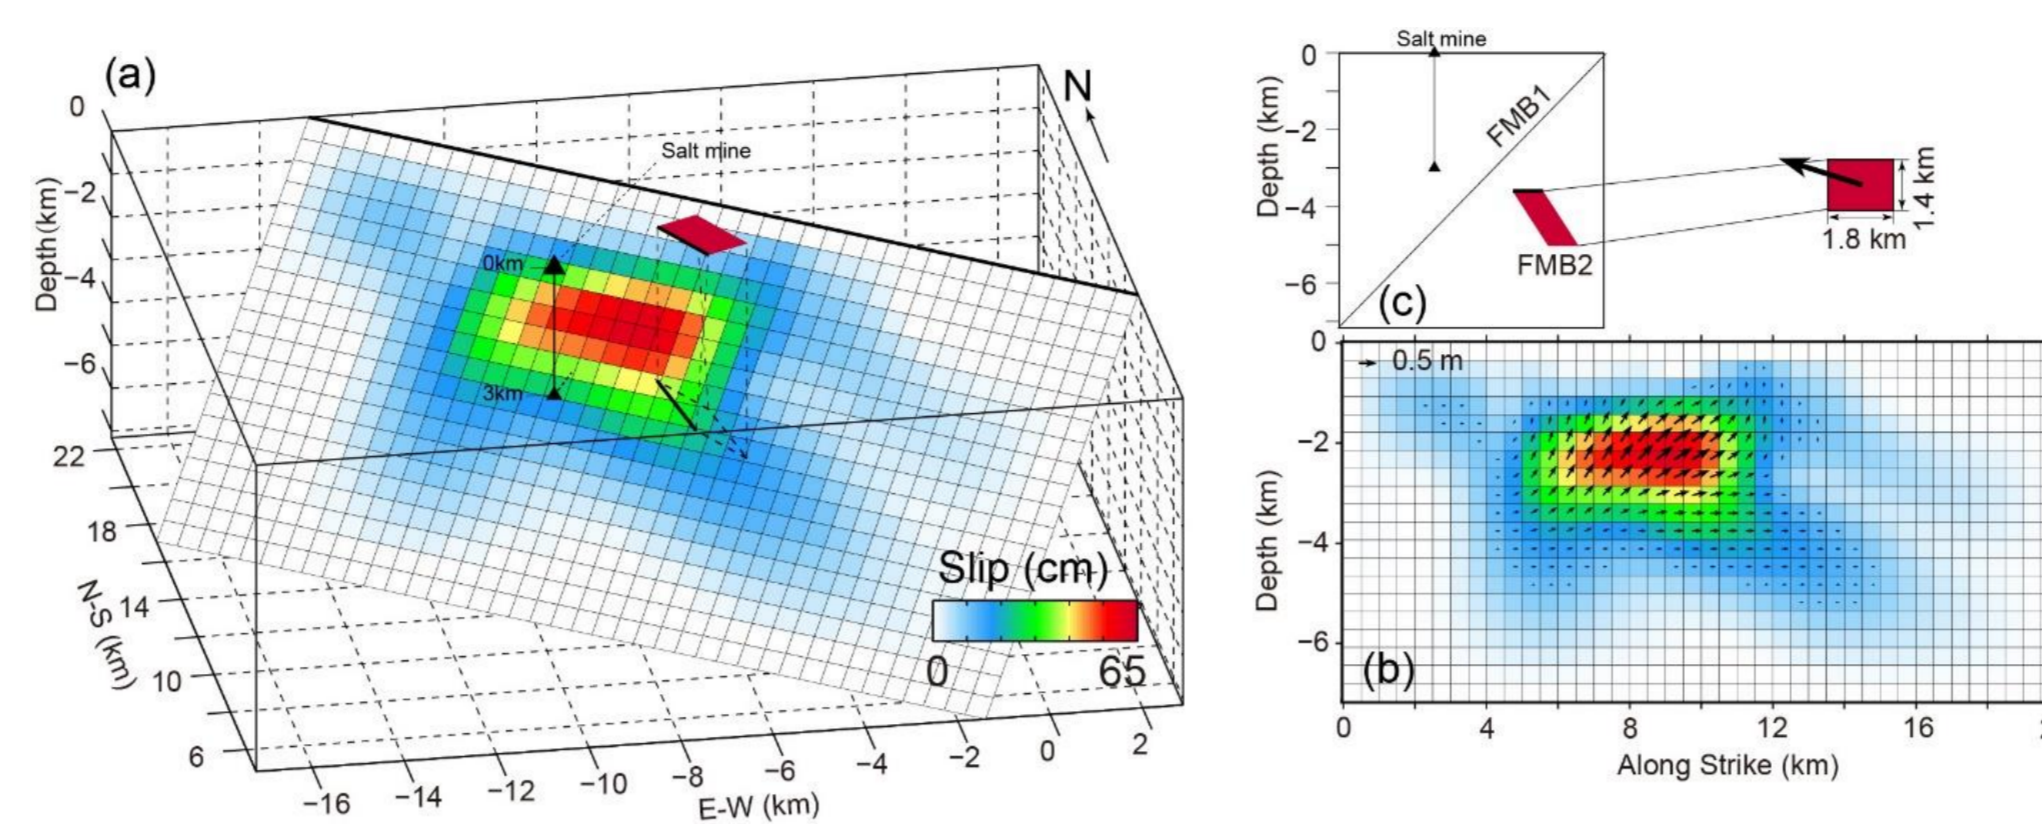 (a)
0
−2
−4
−6
Depth(km)
22
18
14
10
6
N-S (km)
−16
−14
−12
−10
−8
−6
−4
−2
0
2
E-W (km)
N
Salt mine
0km
3km
Slip (cm)
0
65
Salt mine
0
−2
−4
−6
Depth (km)
FMB1
FMB2
1.8 km
1.4 km
(c)
0
−2
−4
−6
Depth (km)
0.5 m
(b)
0
4
8
12
16
Along Strike (km)